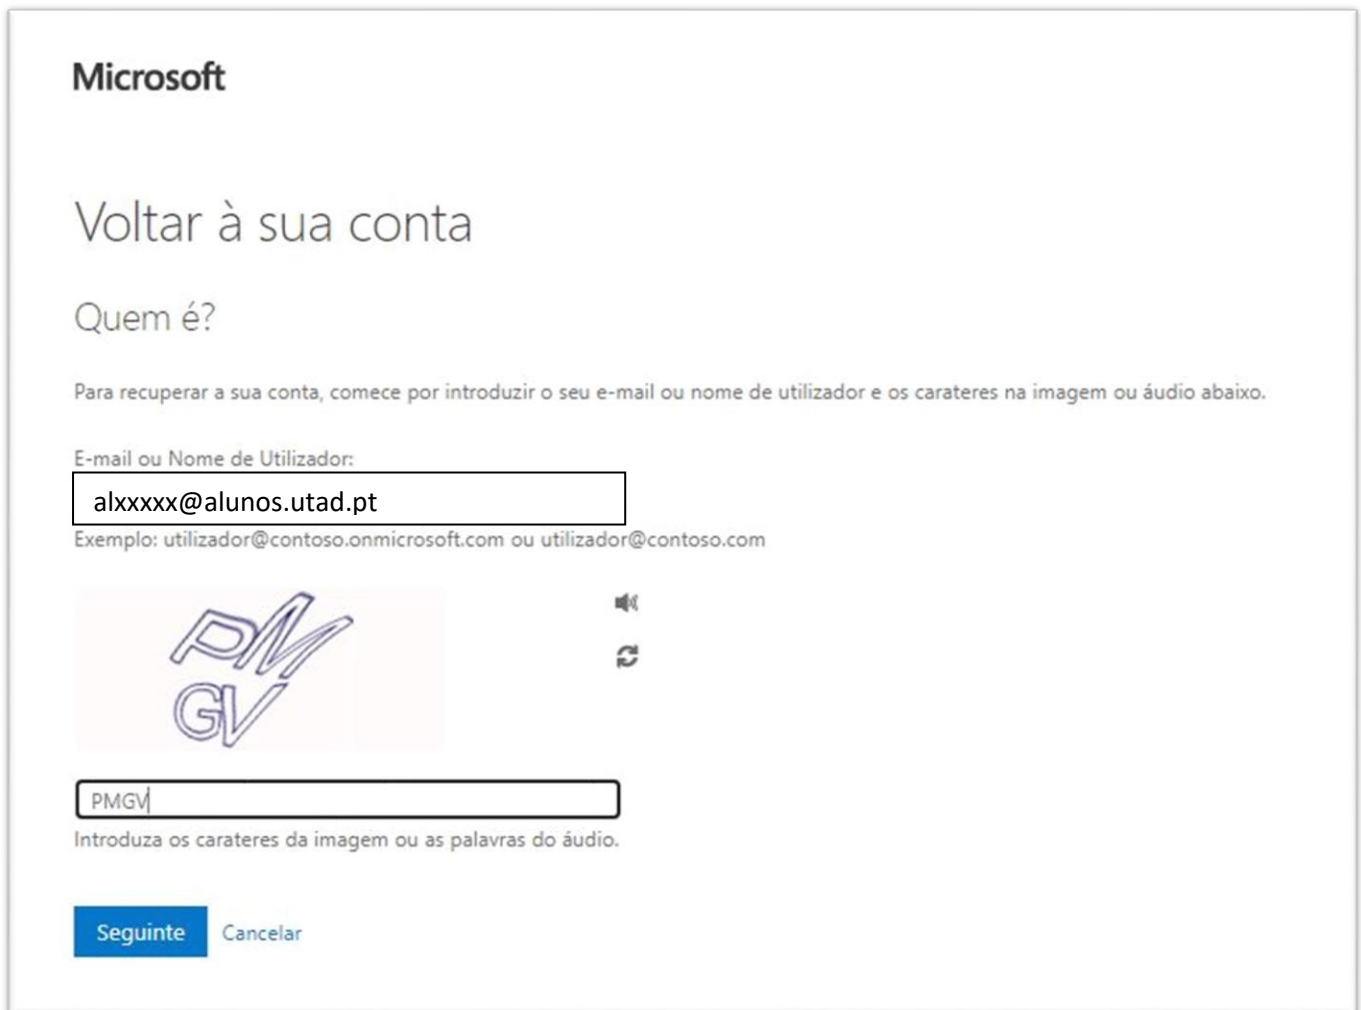 Microsoft
Voltar à sua conta
Quem é?
Para recuperar a sua conta, comece por introduzir o seu e-mail ou nome de utilizador e os carateres na imagem ou áudio abaixo.
E-mail ou Nome de Utilizador:
alxxxxx@alunos.utad.pt
Exemplo: utilizador@contoso.onmicrosoft.com ou utilizador@contoso.com
PM
GV
PMGV
Introduza os carateres da imagem ou as palavras do áudio.
Seguinte Cancelar